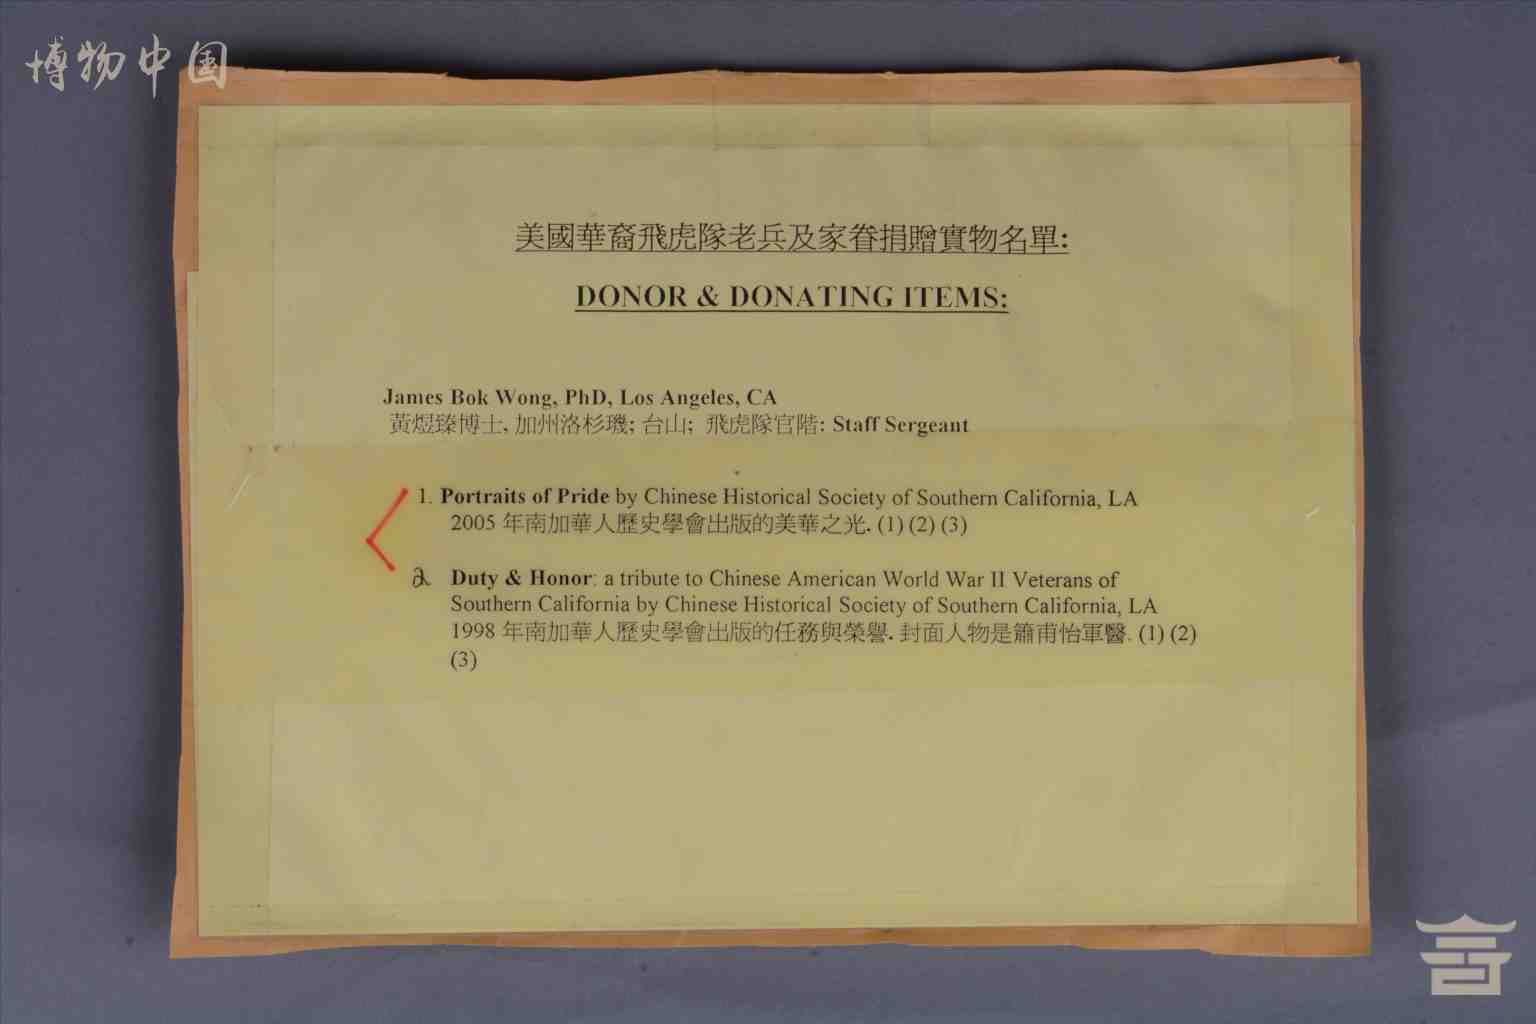 博物中国
美國華裔飛虎隊老兵及家眷捐贈實物名單:
DONOR & DONATING ITEMS:
James Bok Wong, PhD, Los Angeles, CA
黃煜臻博士, 加州洛杉璣; 台山; 飛虎隊官階: Staff Sergeant
1. Portraits of Pride by Chinese Historical Society of Southern California, LA
2005 年南加華人歷史學會出版的美華之光. (1) (2) (3)
2 Duty & Honor: a tribute to Chinese American World War II Veterans of
Southern California by Chinese Historical Society of Southern California, LA
1998 年南加華人歷史學會出版的任務與榮譽. 封面人物是簫甫怡軍醫. (1) (2)
(3)